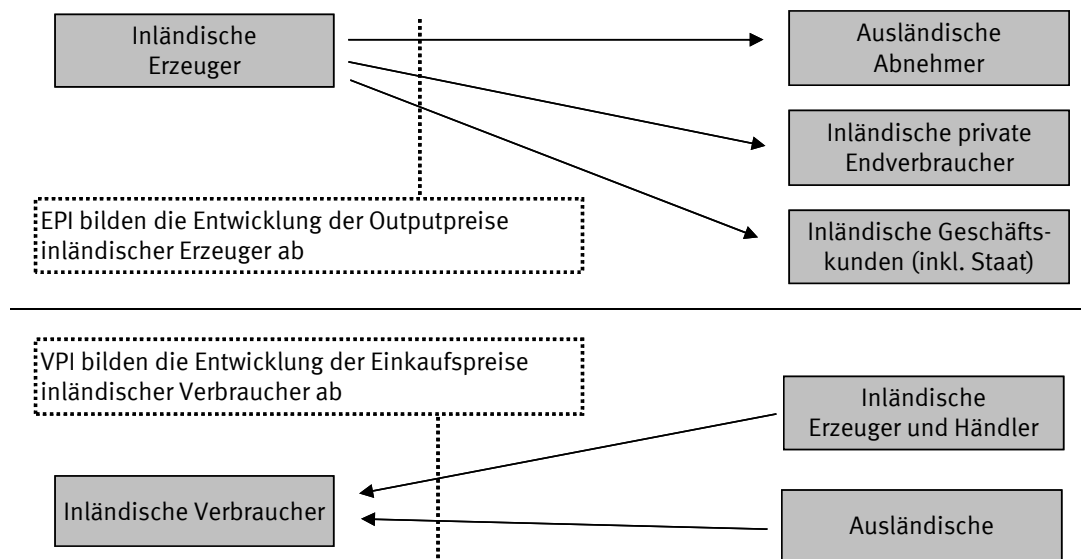 Inländische
Erzeuger
Ausländische
Abnehmer
Inländische private
Endverbraucher
EPI bilden die Entwicklung der Outputpreise
inländischer Erzeuger ab
Inländische Geschäfts-
kunden (inkl. Staat)
VPI bilden die Entwicklung der Einkaufspreise
inländischer Verbraucher ab
Inländische
Erzeuger und Händler
Inländische Verbraucher
Ausländische